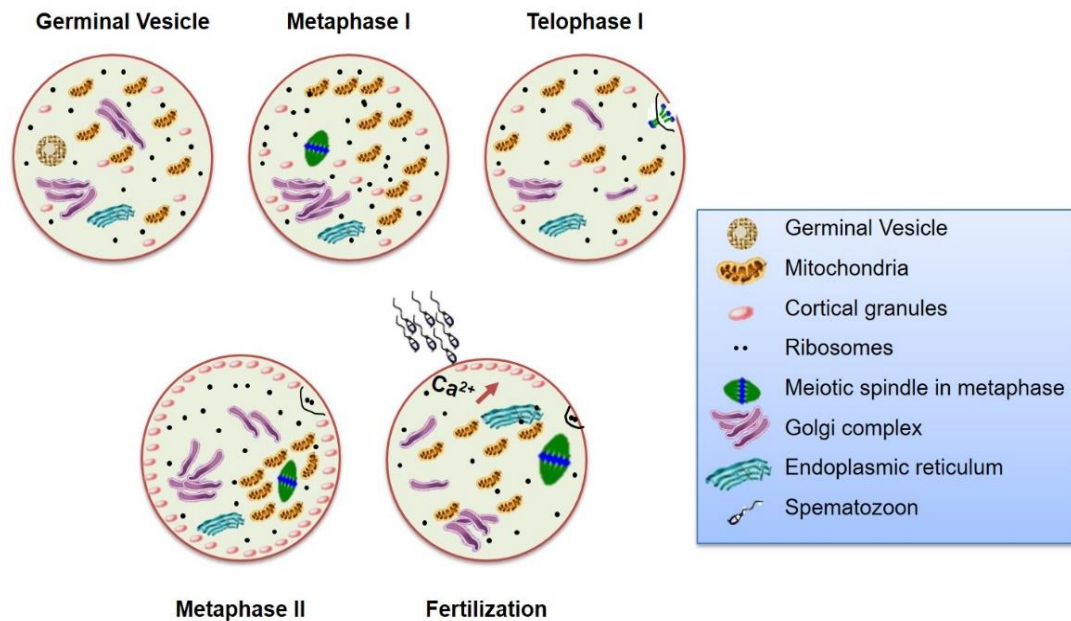 Germinal Vesicle
Metaphase I
Telophase I
Germinal Vesicle
Mitochondria
Cortical granules
Ribosomes
Meiotic spindle in metaphase
Golgi complex
Endoplasmic reticulum
Spematozoon
Ca²⁺
Metaphase II
Fertilization